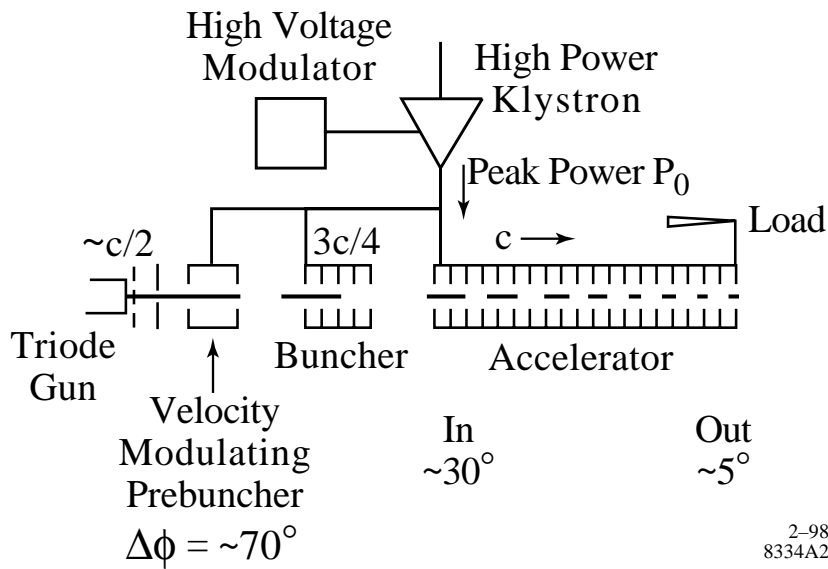 High Voltage
Modulator
High Power
Klystron
Peak Power P₀
~c/2
3c/4
c
Load
Triode
Gun
Buncher
Accelerator
Velocity
Modulating
Prebuncher
Δϕ = ~70°
In
~30°
Out
~5°
2–98
8334A2